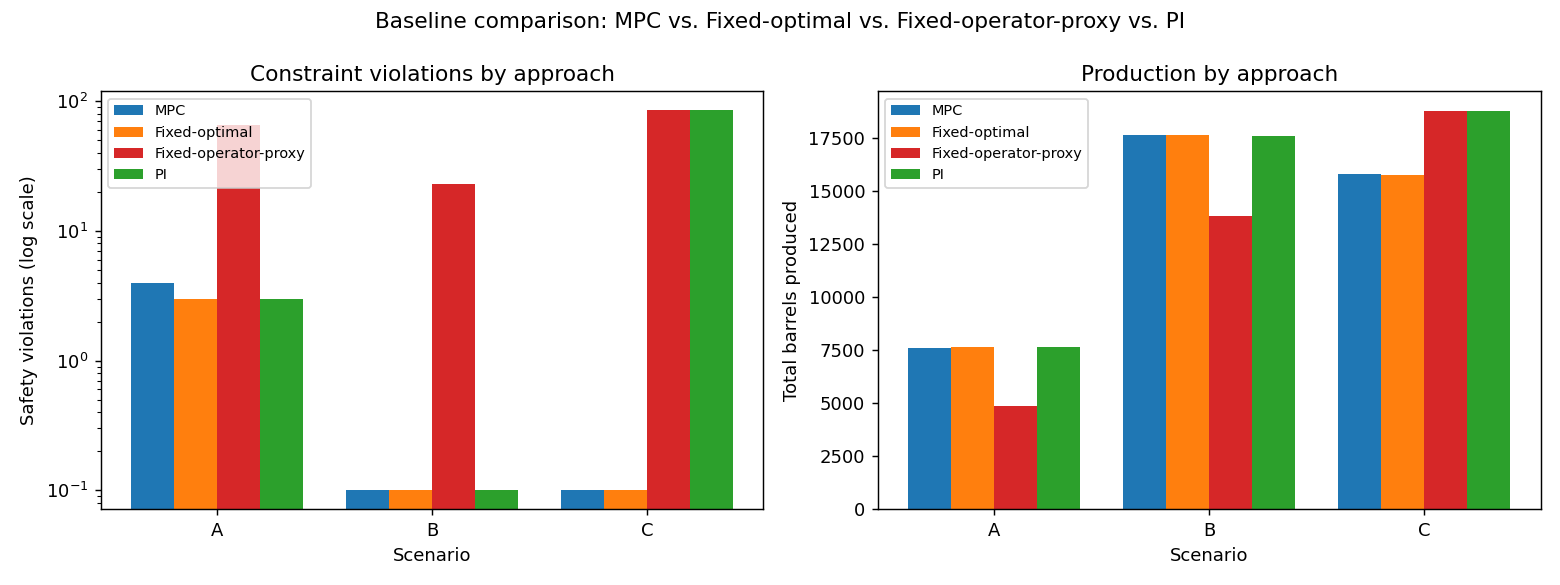 Baseline comparison: MPC vs. Fixed-optimal vs. Fixed-operator-proxy vs. PI
Constraint violations by approach
MPC
Fixed-optimal
Fixed-operator-proxy
PI
Safety violations (log scale)
10²
10¹
10⁰
10⁻¹
A B C
Scenario
Production by approach
MPC
Fixed-optimal
Fixed-operator-proxy
PI
Total barrels produced
17500
15000
12500
10000
7500
5000
2500
0
A B C
Scenario